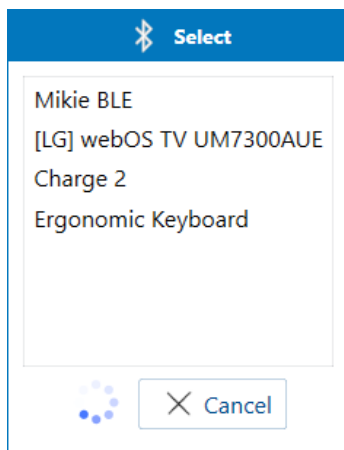 Select
Mikie BLE
[LG] webOS TV UM7300AUE
Charge 2
Ergonomic Keyboard
Cancel